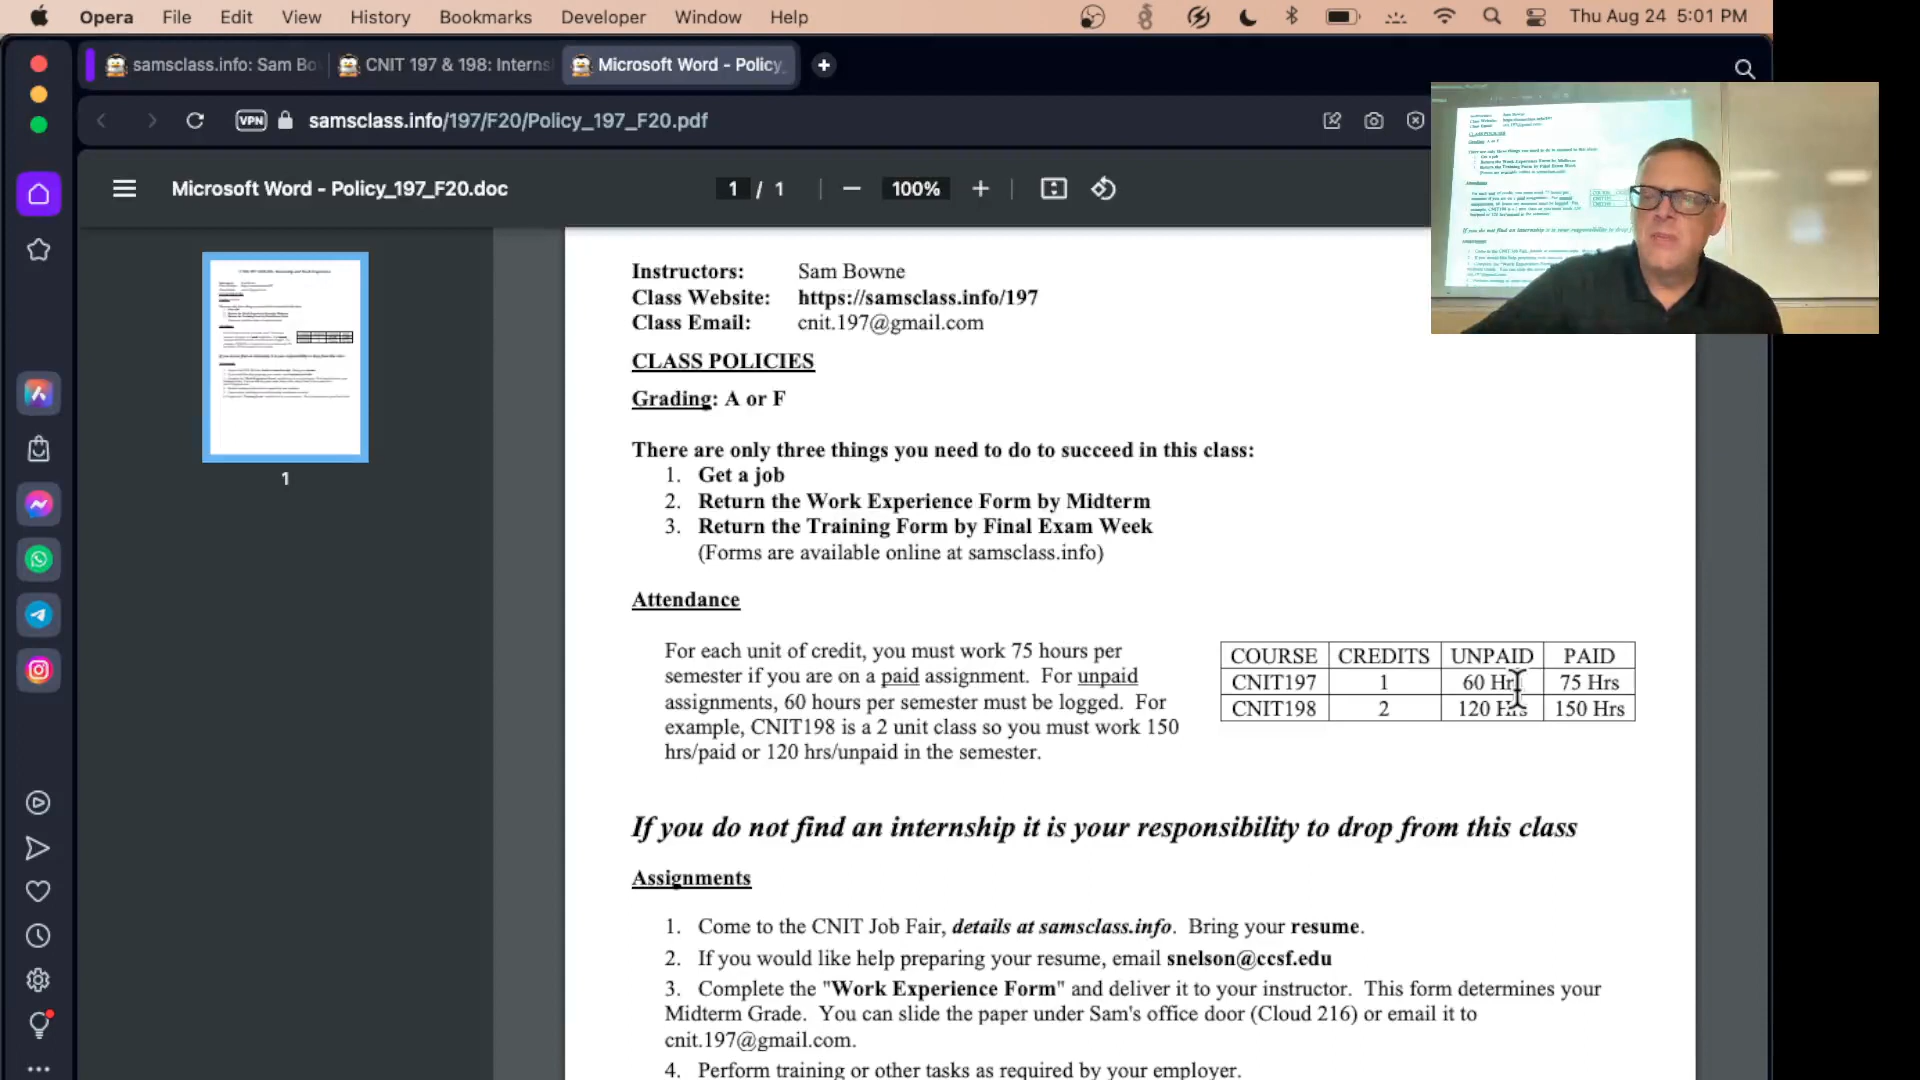 Opera File Edit View History Bookmarks Developer Window Help Thu Aug 24 5:01 PM
samsclass.info: Sam Bo CNIT 197 & 198: Interns Microsoft Word - Policy_
VPN samsclass.info/197/F20/Policy_197_F20.pdf
Microsoft Word - Policy_197_F20.doc 1 / 1 100%
1
Instructors: Sam Bowne
Class Website: https://samsclass.info/197
Class Email: cnit.197@gmail.com
CLASS POLICIES
Grading: A or F
There are only three things you need to do to succeed in this class:
1. Get a job
2. Return the Work Experience Form by Midterm
3. Return the Training Form by Final Exam Week
(Forms are available online at samsclass.info)
Attendance
For each unit of credit, you must work 75 hours per
semester if you are on a paid assignment. For unpaid
assignments, 60 hours per semester must be logged. For
example, CNIT198 is a 2 unit class so you must work 150
hrs/paid or 120 hrs/unpaid in the semester.
COURSE CREDITS UNPAID PAID
CNIT197 1 60 Hrs 75 Hrs
CNIT198 2 120 Hrs 150 Hrs
If you do not find an internship it is your responsibility to drop from this class
Assignments
1. Come to the CNIT Job Fair, details at samsclass.info. Bring your resume.
2. If you would like help preparing your resume, email snelson@ccsf.edu
3. Complete the "Work Experience Form" and deliver it to your instructor. This form determines your
Midterm Grade. You can slide the paper under Sam's office door (Cloud 216) or email it to
cnit.197@gmail.com.
4. Perform training or other tasks as required by your employer.